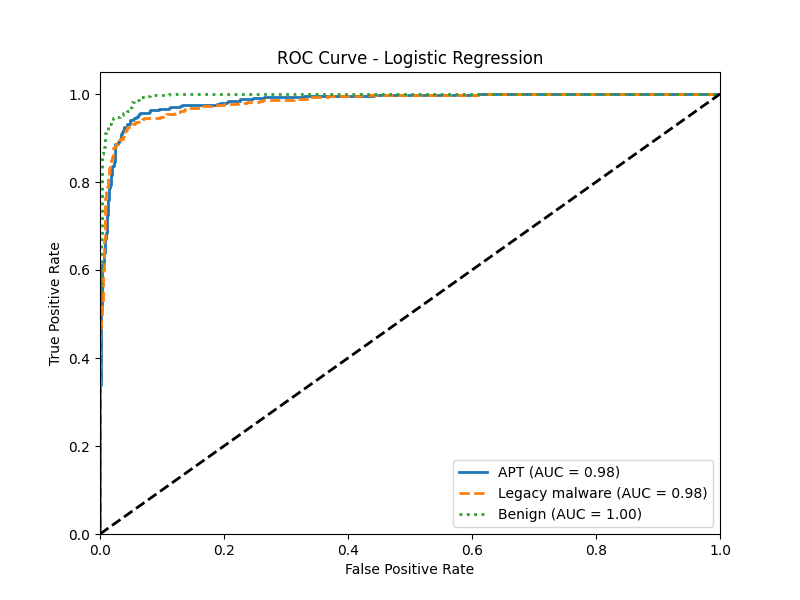 ROC Curve - Logistic Regression
True Positive Rate
1.0
0.8
0.6
0.4
0.2
0.0
0.0 0.2 0.4 0.6 0.8 1.0
False Positive Rate
APT (AUC = 0.98)
Legacy malware (AUC = 0.98)
Benign (AUC = 1.00)